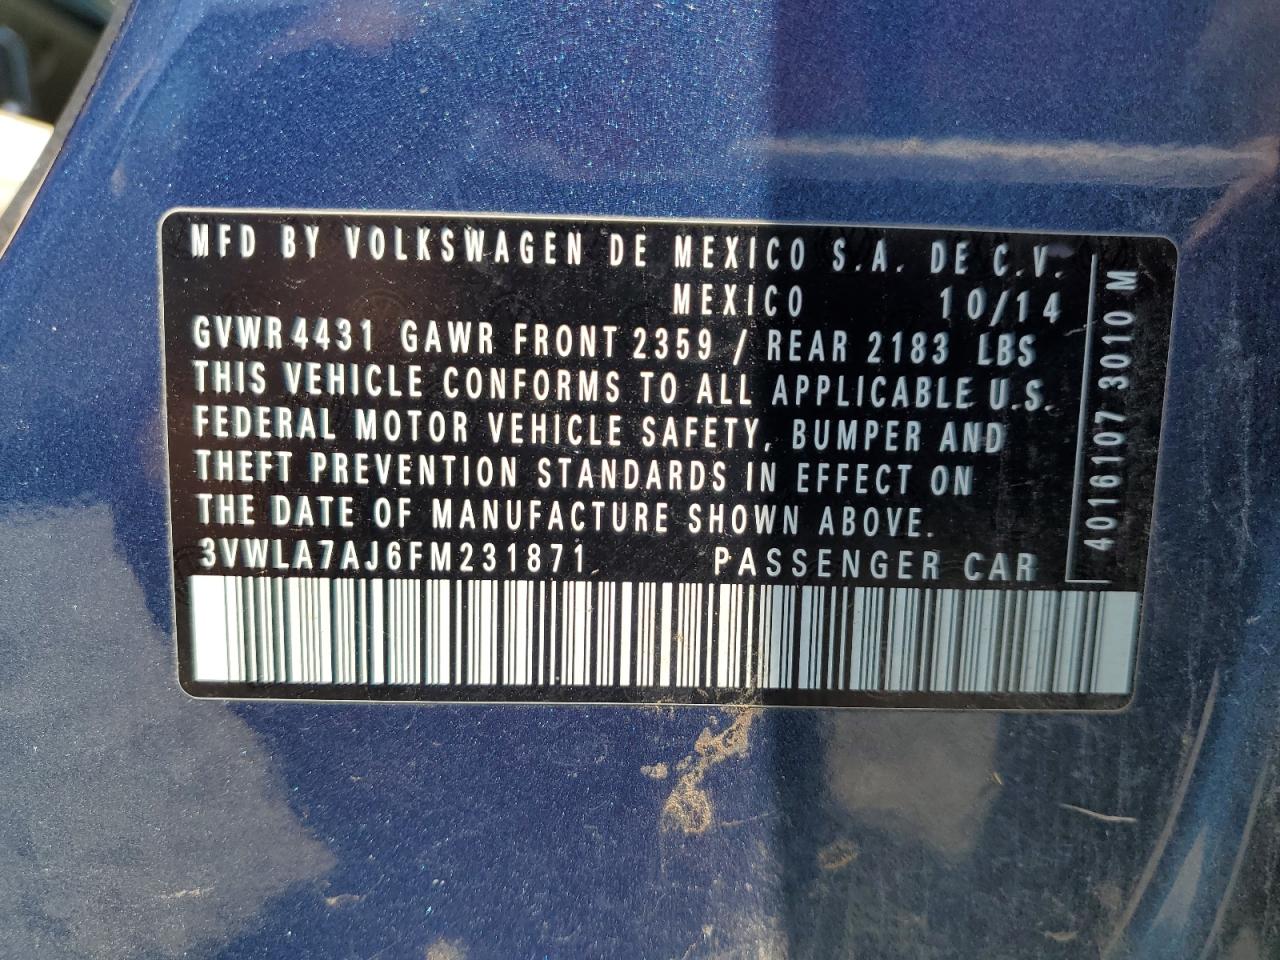 MFD BY VOLKSWAGEN DE MEXICO S.A. DE C.V.
MEXICO 10/14
GVWR 4431 GAWR FRONT 2359 / REAR 2183 LBS
THIS VEHICLE CONFORMS TO ALL APPLICABLE U.S.
FEDERAL MOTOR VEHICLE SAFETY, BUMPER AND
THEFT PREVENTION STANDARDS IN EFFECT ON
THE DATE OF MANUFACTURE SHOWN ABOVE.
3VWLA7AJ6FM231871 PASSENGER CAR
4016107 3010 M